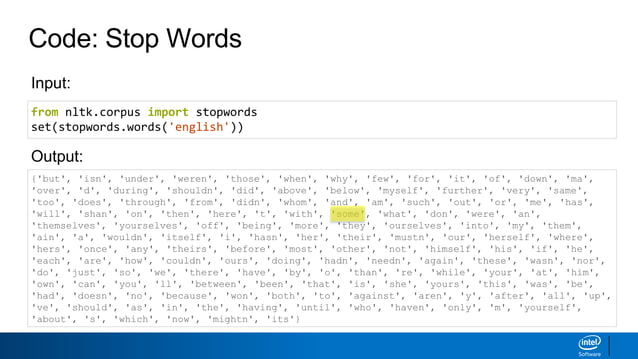 Code: Stop Words
Input:
from nltk.corpus import stopwords
set(stopwords.words('english'))
Output:
{'but', 'isn', 'under', 'weren', 'those', 'when', 'why', 'few', 'for', 'it', 'of', 'down', 'ma',
'over', 'd', 'during', 'shouldn', 'did', 'above', 'below', 'myself', 'further', 'very', 'same',
'too', 'does', 'through', 'from', 'didn', 'whom', 'and', 'am', 'such', 'out', 'or', 'me', 'has',
'will', 'shan', 'on', 'then', 'here', 't', 'with', 'some', 'what', 'don', 'were', 'an',
'themselves', 'yourselves', 'off', 'being', 'more', 'they', 'ourselves', 'into', 'my', 'them',
'ain', 'a', 'wouldn', 'itself', 'i', 'hasn', 'her', 'their', 'mustn', 'our', 'herself', 'where',
'hers', 'once', 'any', 'theirs', 'before', 'most', 'other', 'not', 'himself', 'his', 'if', 'he',
'each', 'are', 'how', 'couldn', 'ours', 'doing', 'hadn', 'needn', 'again', 'these', 'wasn', 'nor',
'do', 'just', 'so', 'we', 'there', 'have', 'by', 'o', 'than', 're', 'while', 'your', 'at', 'him',
'own', 'can', 'you', 'll', 'between', 'been', 'that', 'is', 'she', 'yours', 'this', 'was', 'be',
'had', 'doesn', 'no', 'because', 'won', 'both', 'to', 'against', 'aren', 'y', 'after', 'all', 'up',
've', 'should', 'as', 'in', 'the', 'having', 'until', 'who', 'haven', 'only', 'm', 'yourself',
'about', 's', 'which', 'now', 'mightn', 'its'}
intel
Software